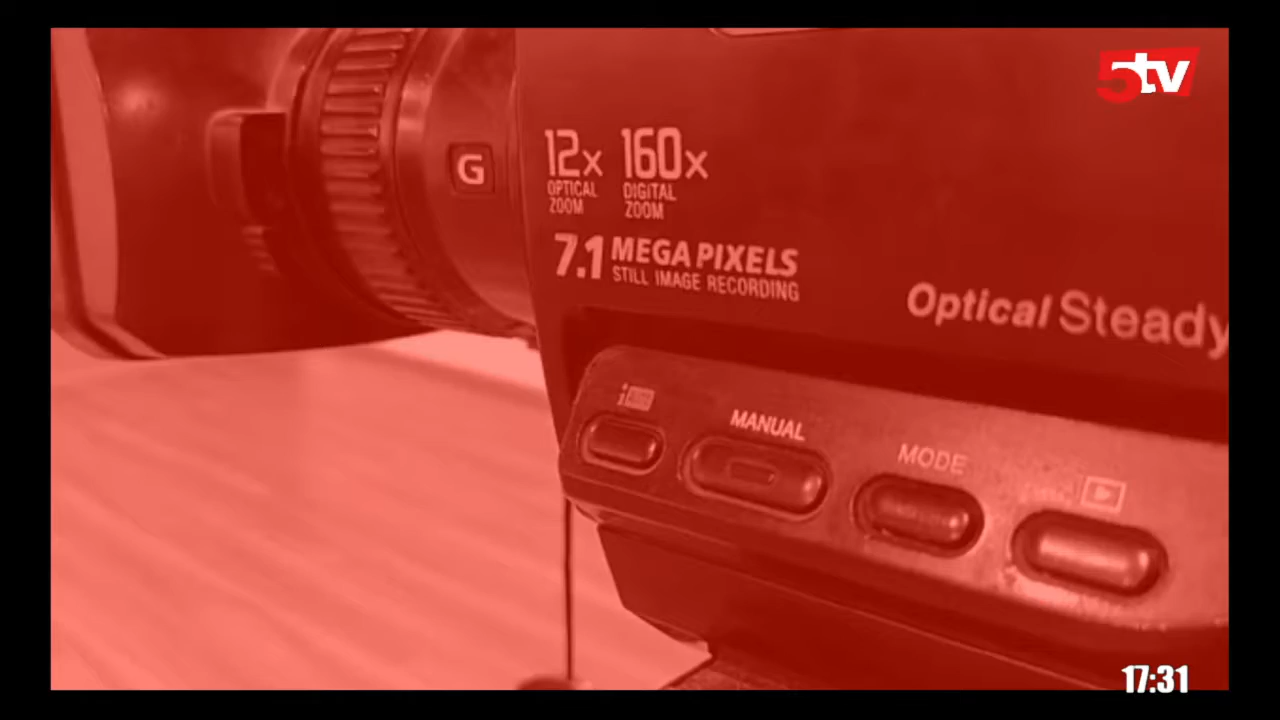 5tv
G
12x 160x
OPTICAL DIGITAL
ZOOM ZOOM
7.1 MEGA PIXELS
STILL IMAGE RECORDING
Optical Steady
MANUAL
MODE
17:31